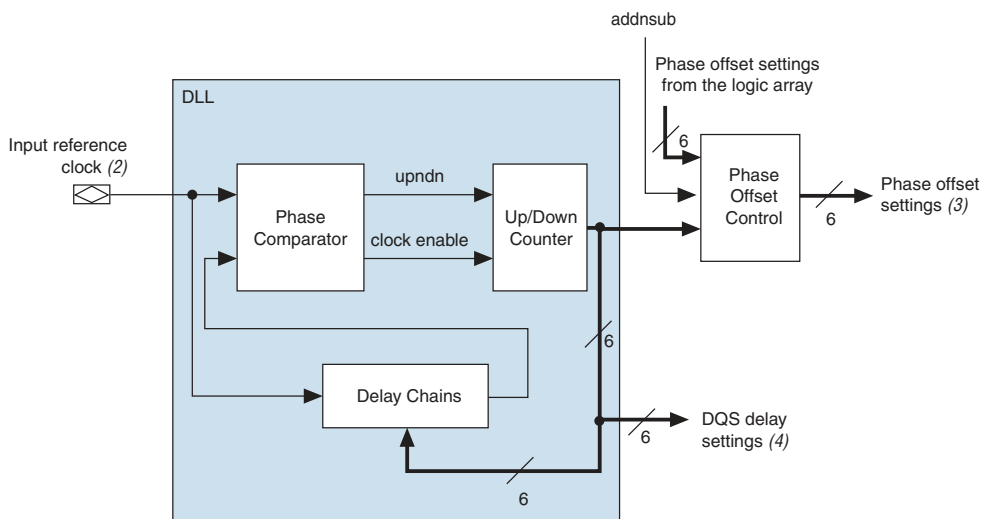 addnsub
Phase offset settings
from the logic array
DLL
6
Input reference
clock (2)
upndn
Phase
Comparator
clock enable
Up/Down
Counter
Phase
Offset
Control
6
Phase offset
settings (3)
6
Delay Chains
6
DQS delay
settings (4)
6